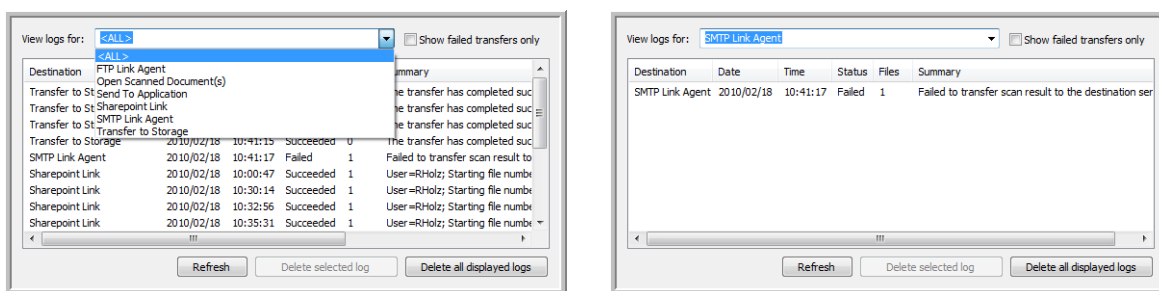 View logs for: <ALL> Show failed transfers only
<ALL>
FTP Link Agent
Open Scanned Document(s)
Send To Application
Sharepoint Link
SMTP Link Agent
Transfer to Storage
Destination ummary
Transfer to St he transfer has completed suc
Transfer to St he transfer has completed suc
Transfer to St he transfer has completed suc
Transfer to Storage 2010/02/18 10:41:15 Succeeded 0 The transfer has completed suc
SMTP Link Agent 2010/02/18 10:41:17 Failed 1 Failed to transfer scan result to
Sharepoint Link 2010/02/18 10:00:47 Succeeded 1 User=RHolz; Starting file numbe
Sharepoint Link 2010/02/18 10:30:14 Succeeded 1 User=RHolz; Starting file numbe
Sharepoint Link 2010/02/18 10:32:56 Succeeded 1 User=RHolz; Starting file numbe
Sharepoint Link 2010/02/18 10:35:31 Succeeded 1 User=RHolz; Starting file numbe
Refresh Delete selected log Delete all displayed logs
View logs for: SMTP Link Agent Show failed transfers only
Destination Date Time Status Files Summary
SMTP Link Agent 2010/02/18 10:41:17 Failed 1 Failed to transfer scan result to the destination ser
Refresh Delete selected log Delete all displayed logs